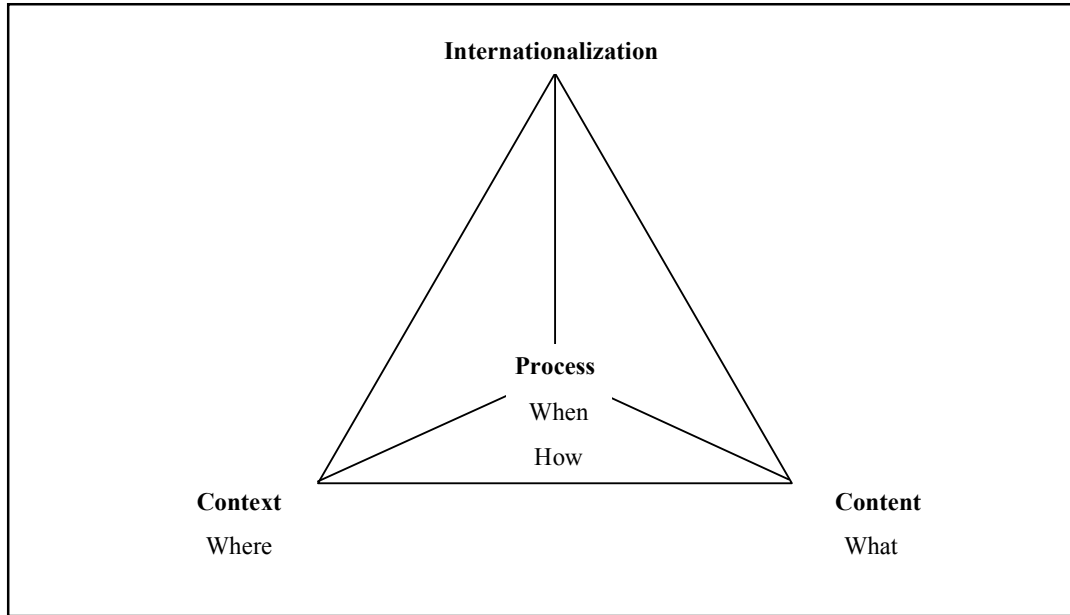 Internationalization
Process
When
How
Context
Where
Content
What